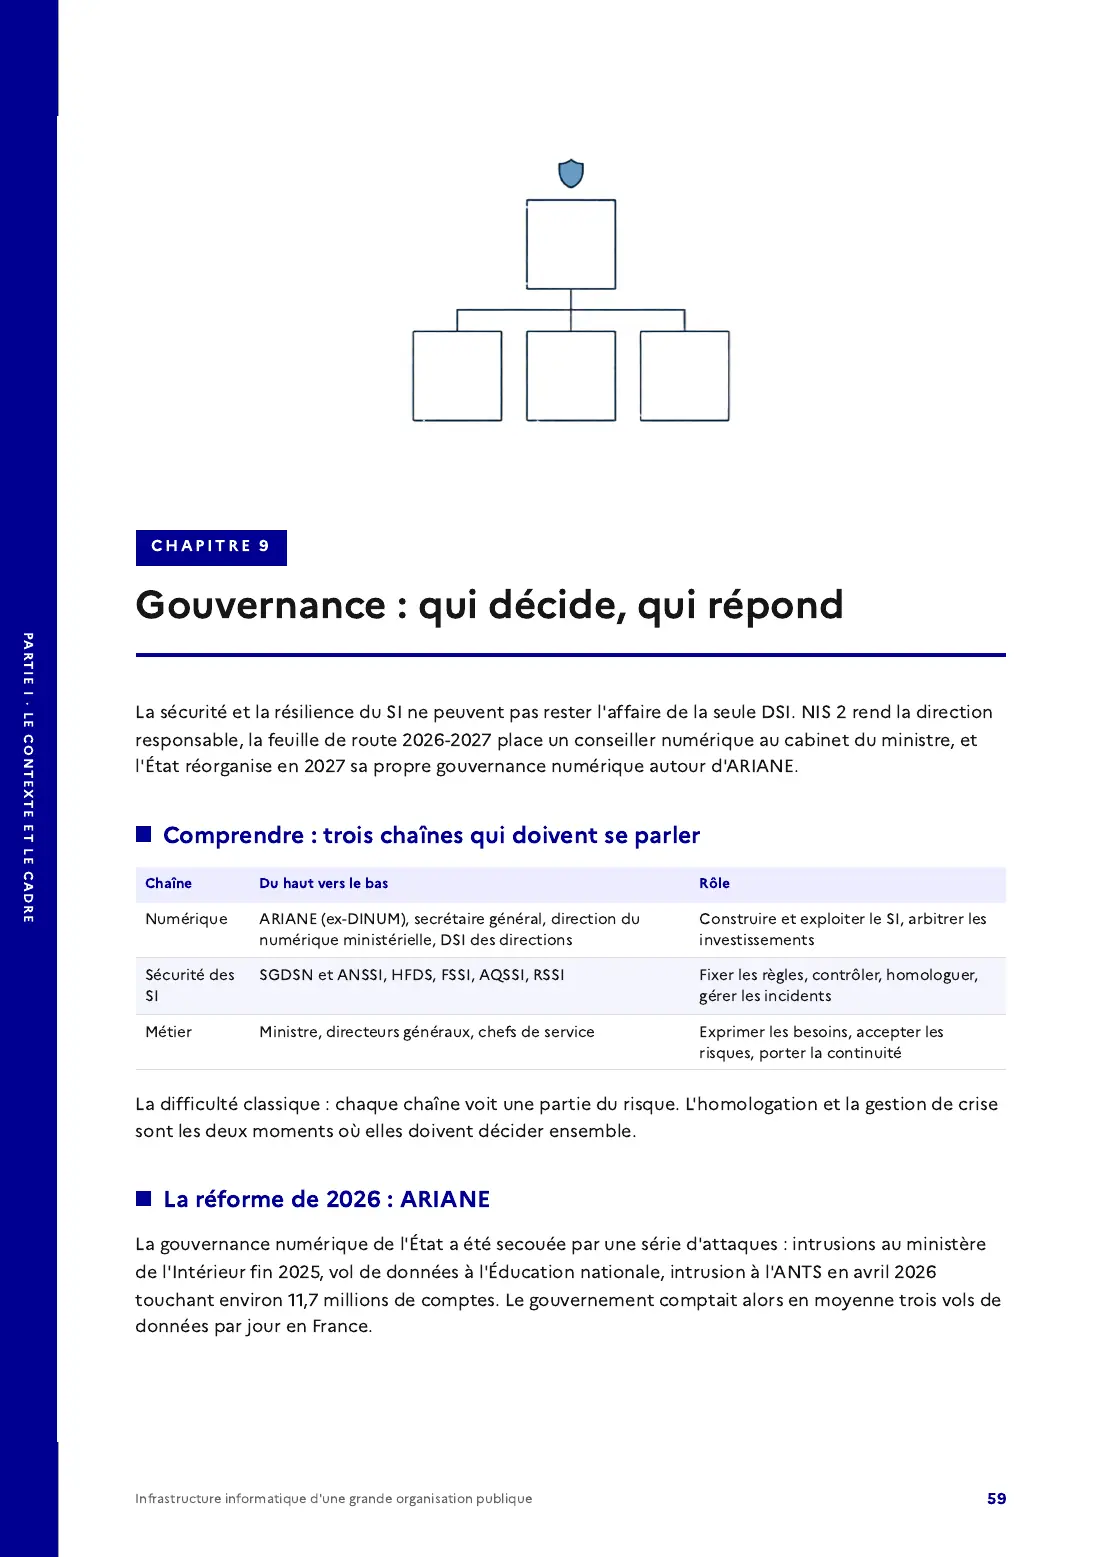 CHAPITRE 9
Gouvernance : qui décide, qui répond
PARTIE I · LE CONTEXTE ET LE CADRE
La sécurité et la résilience du SI ne peuvent pas rester l'affaire de la seule DSI. NIS 2 rend la direction
responsable, la feuille de route 2026-2027 place un conseiller numérique au cabinet du ministre, et
l'État réorganise en 2027 sa propre gouvernance numérique autour d'ARIANE.
Comprendre : trois chaînes qui doivent se parler
Chaîne Du haut vers le bas Rôle
Numérique ARIANE (ex-DINUM), secrétaire général, direction du Construire et exploiter le SI, arbitrer les
numérique ministérielle, DSI des directions investissements
Sécurité des SGDSN et ANSSI, HFDS, FSSI, AQSSI, RSSI Fixer les règles, contrôler, homologuer,
SI gérer les incidents
Métier Ministre, directeurs généraux, chefs de service Exprimer les besoins, accepter les
risques, porter la continuité
La difficulté classique : chaque chaîne voit une partie du risque. L'homologation et la gestion de crise
sont les deux moments où elles doivent décider ensemble.
La réforme de 2026 : ARIANE
La gouvernance numérique de l'État a été secouée par une série d'attaques : intrusions au ministère
de l'Intérieur fin 2025, vol de données à l'Éducation nationale, intrusion à l'ANTS en avril 2026
touchant environ 11,7 millions de comptes. Le gouvernement comptait alors en moyenne trois vols de
données par jour en France.
Infrastructure informatique d'une grande organisation publique 59